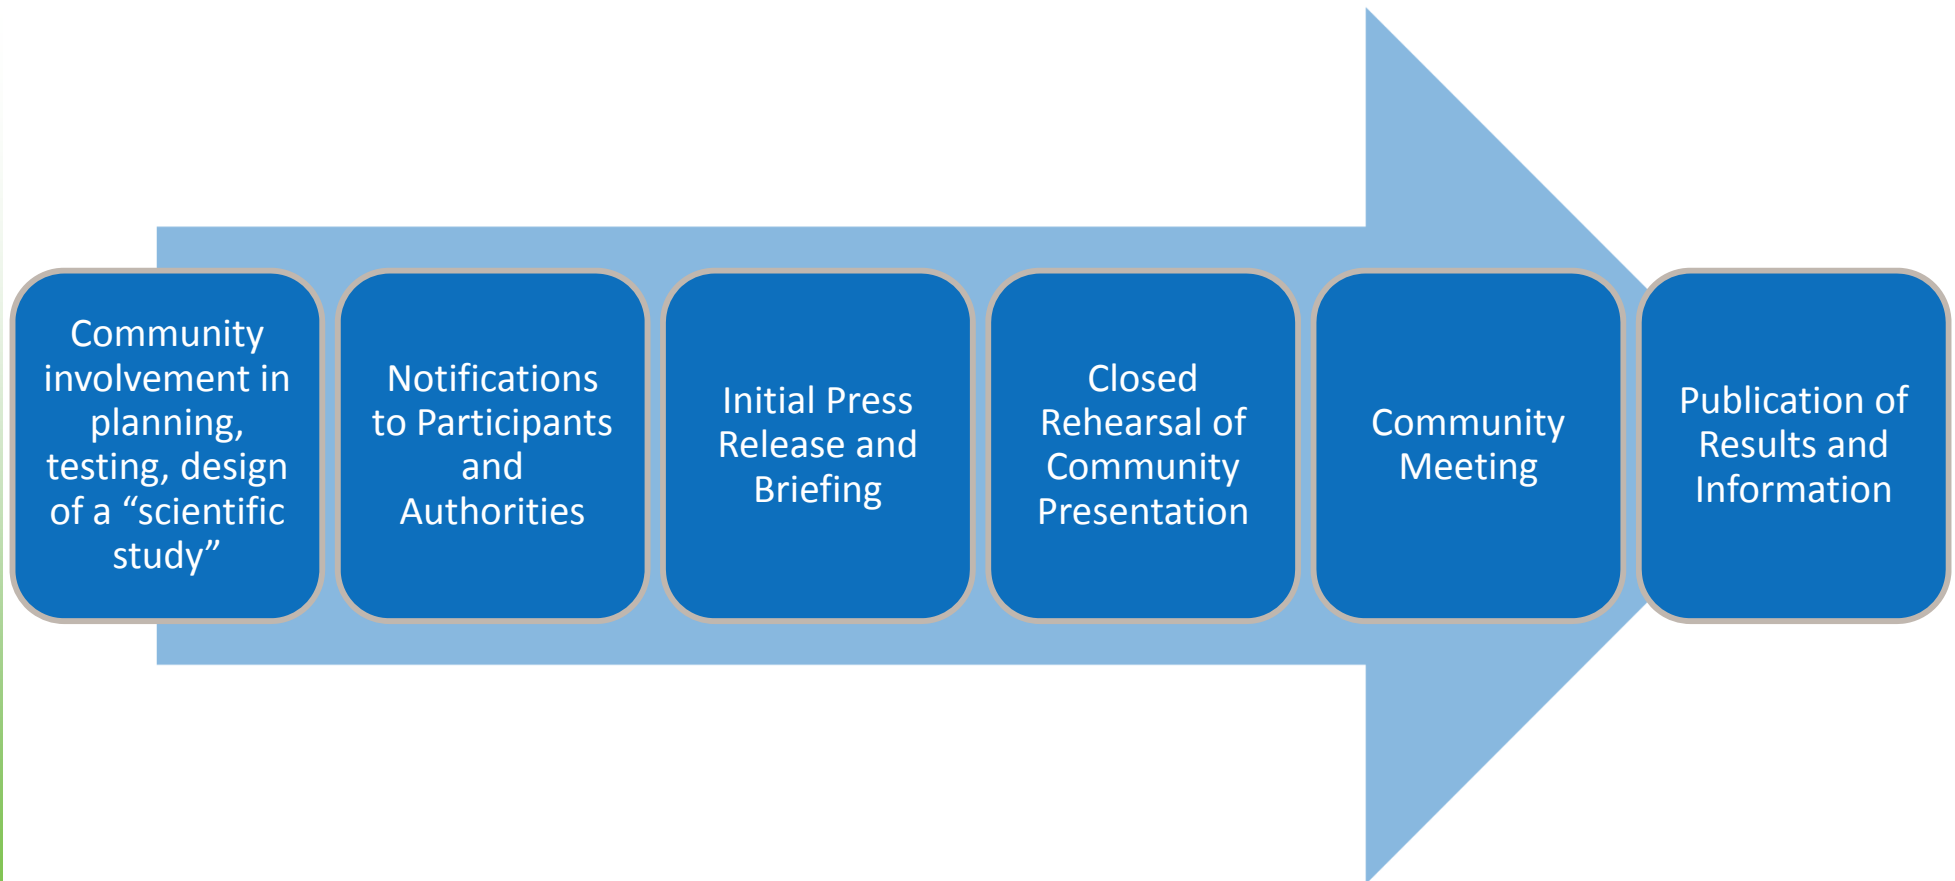 Community
involvement in
planning,
testing, design
of a “scientific
study”
Notifications
to Participants
and
Authorities
Initial Press
Release and
Briefing
Closed
Rehearsal of
Community
Presentation
Community
Meeting
Publication of
Results and
Information